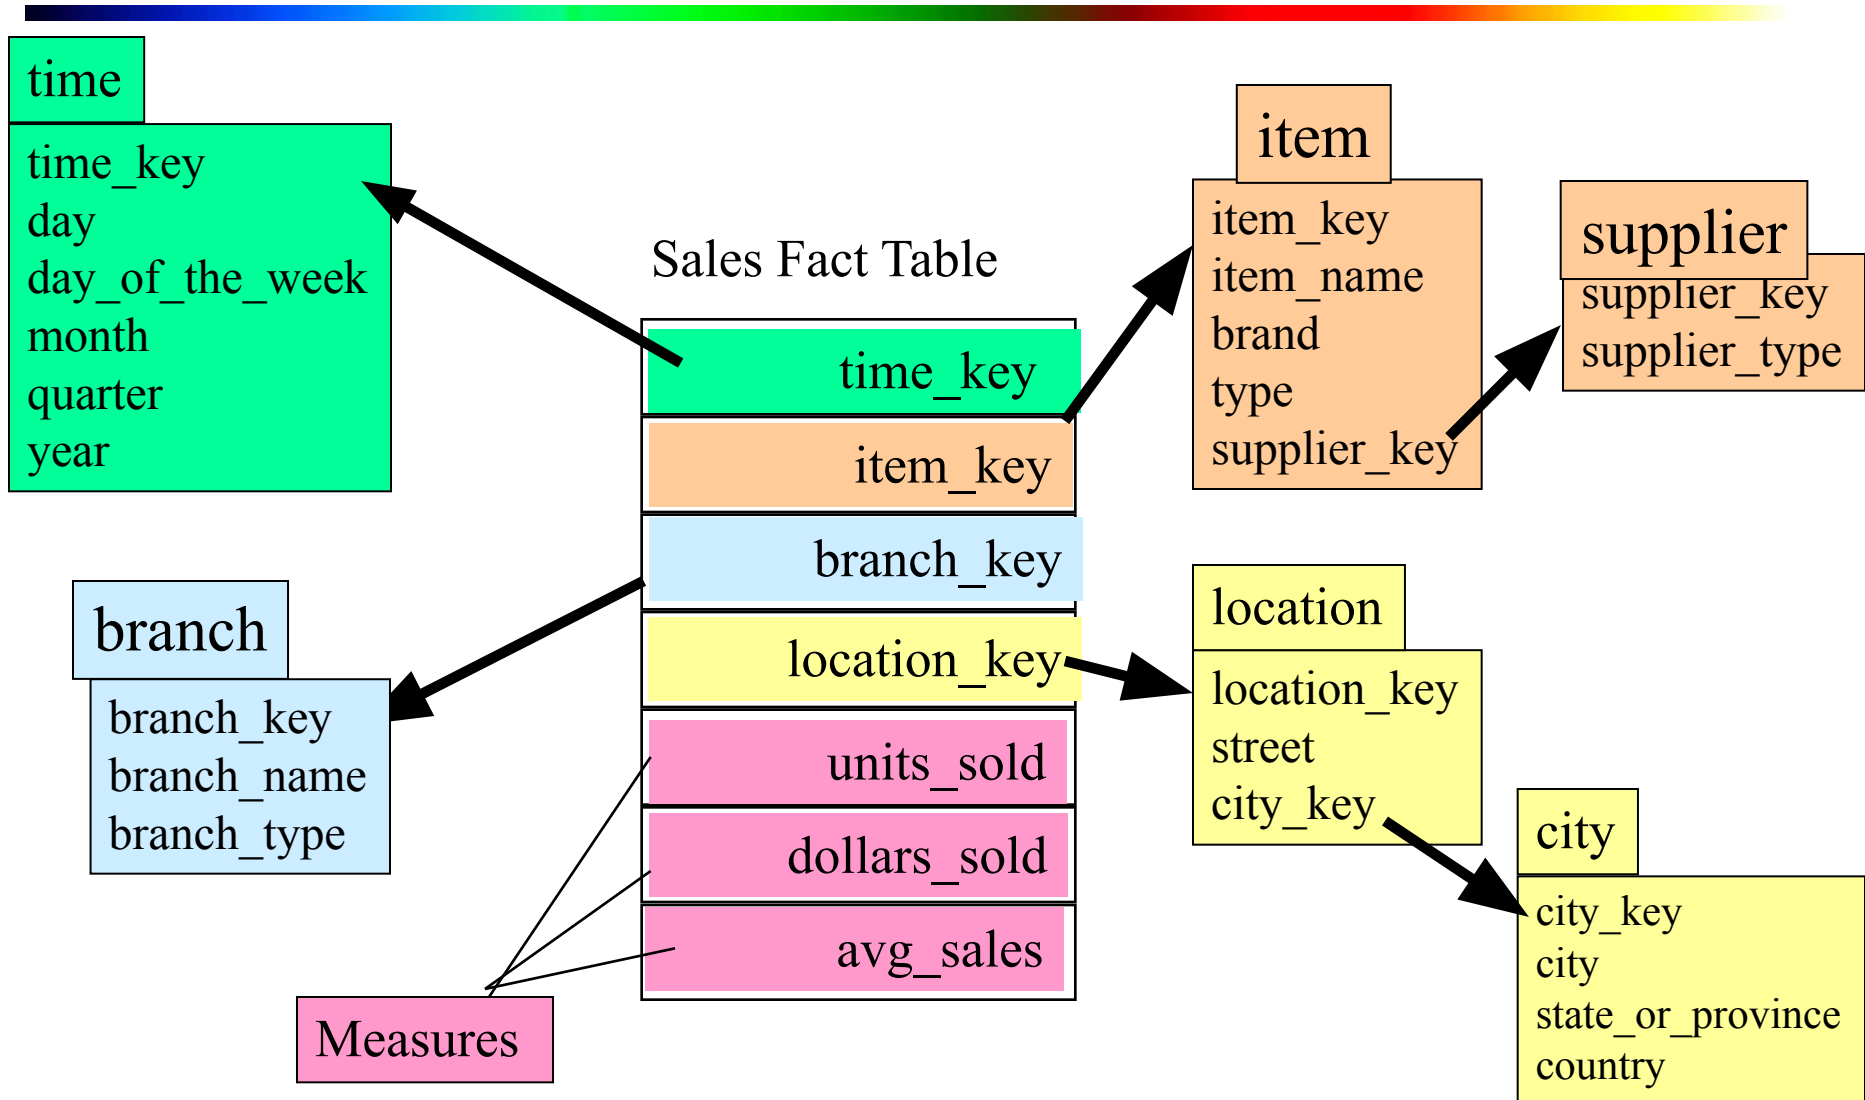 time
time_key
day
day_of_the_week
month
quarter
year
Sales Fact Table
time_key
item_key
branch_key
location_key
units_sold
dollars_sold
avg_sales
item
item_key
item_name
brand
type
supplier_key
supplier
supplier_key
supplier_type
branch
branch_key
branch_name
branch_type
location
location_key
street
city_key
city
city_key
city
state_or_province
country
Measures